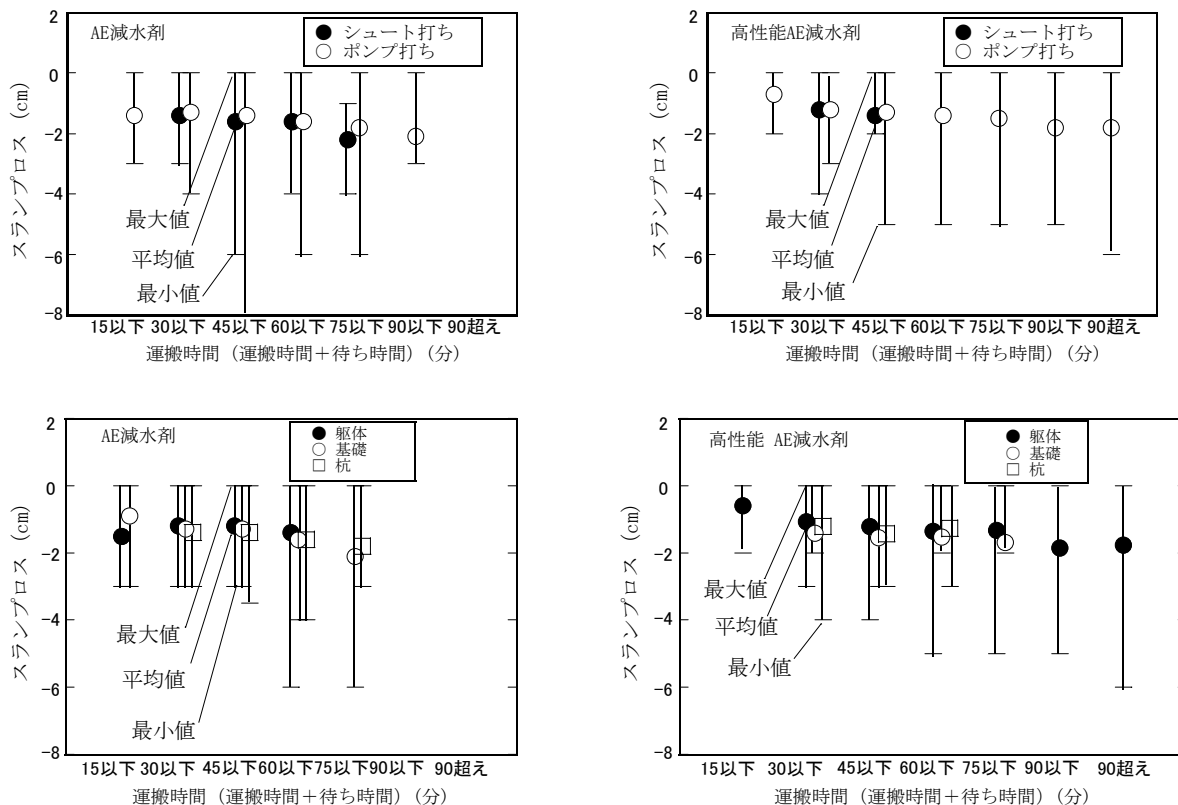 AE減水剤
● シュート打ち
○ ポンプ打ち
2
0
-2
-4
-6
-8
スランプロス (cm)
最大値
平均値
最小値
15以下 30以下 45以下 60以下 75以下 90以下 90超え
運搬時間 (運搬時間＋待ち時間) (分)
高性能AE減水剤
● シュート打ち
○ ポンプ打ち
2
0
-2
-4
-6
-8
スランプロス (cm)
最大値
平均値
最小値
15以下 30以下 45以下 60以下 75以下 90以下 90超え
運搬時間 (運搬時間＋待ち時間) (分)
AE減水剤
● 躯体
○ 基礎
□ 杭
2
0
-2
-4
-6
-8
スランプロス (cm)
最大値
平均値
最小値
15以下 30以下 45以下 60以下 75以下 90以下 90超え
運搬時間 (運搬時間＋待ち時間) (分)
高性能 AE減水剤
● 躯体
○ 基礎
□ 杭
2
0
-2
-4
-6
-8
スランプロス (cm)
最大値
平均値
最小値
15以下 30以下 45以下 60以下 75以下 90以下 90超え
運搬時間 (運搬時間＋待ち時間) (分)